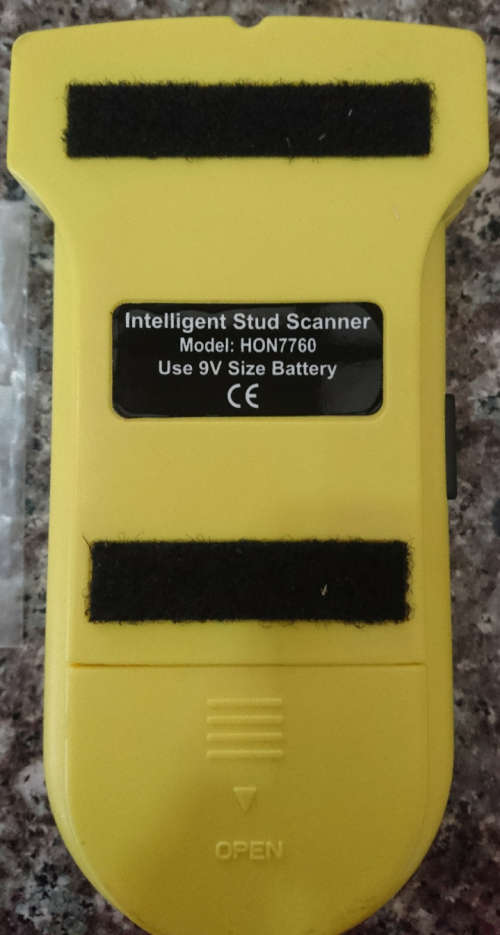 Intelligent Stud Scanner
Model: HON7760
Use 9V Size Battery
CE
OPEN